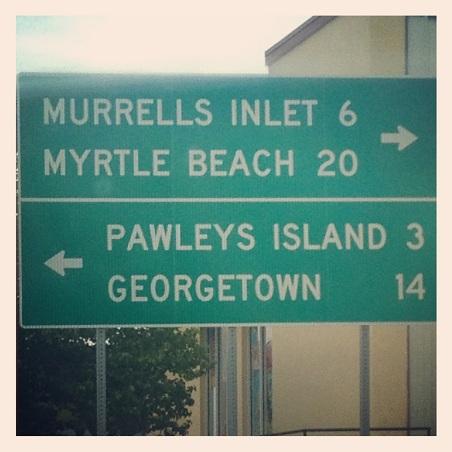 MURRELLS INLET 6
MYRTLE BEACH 20
PAWLEYS ISLAND 3
GEORGETOWN 14